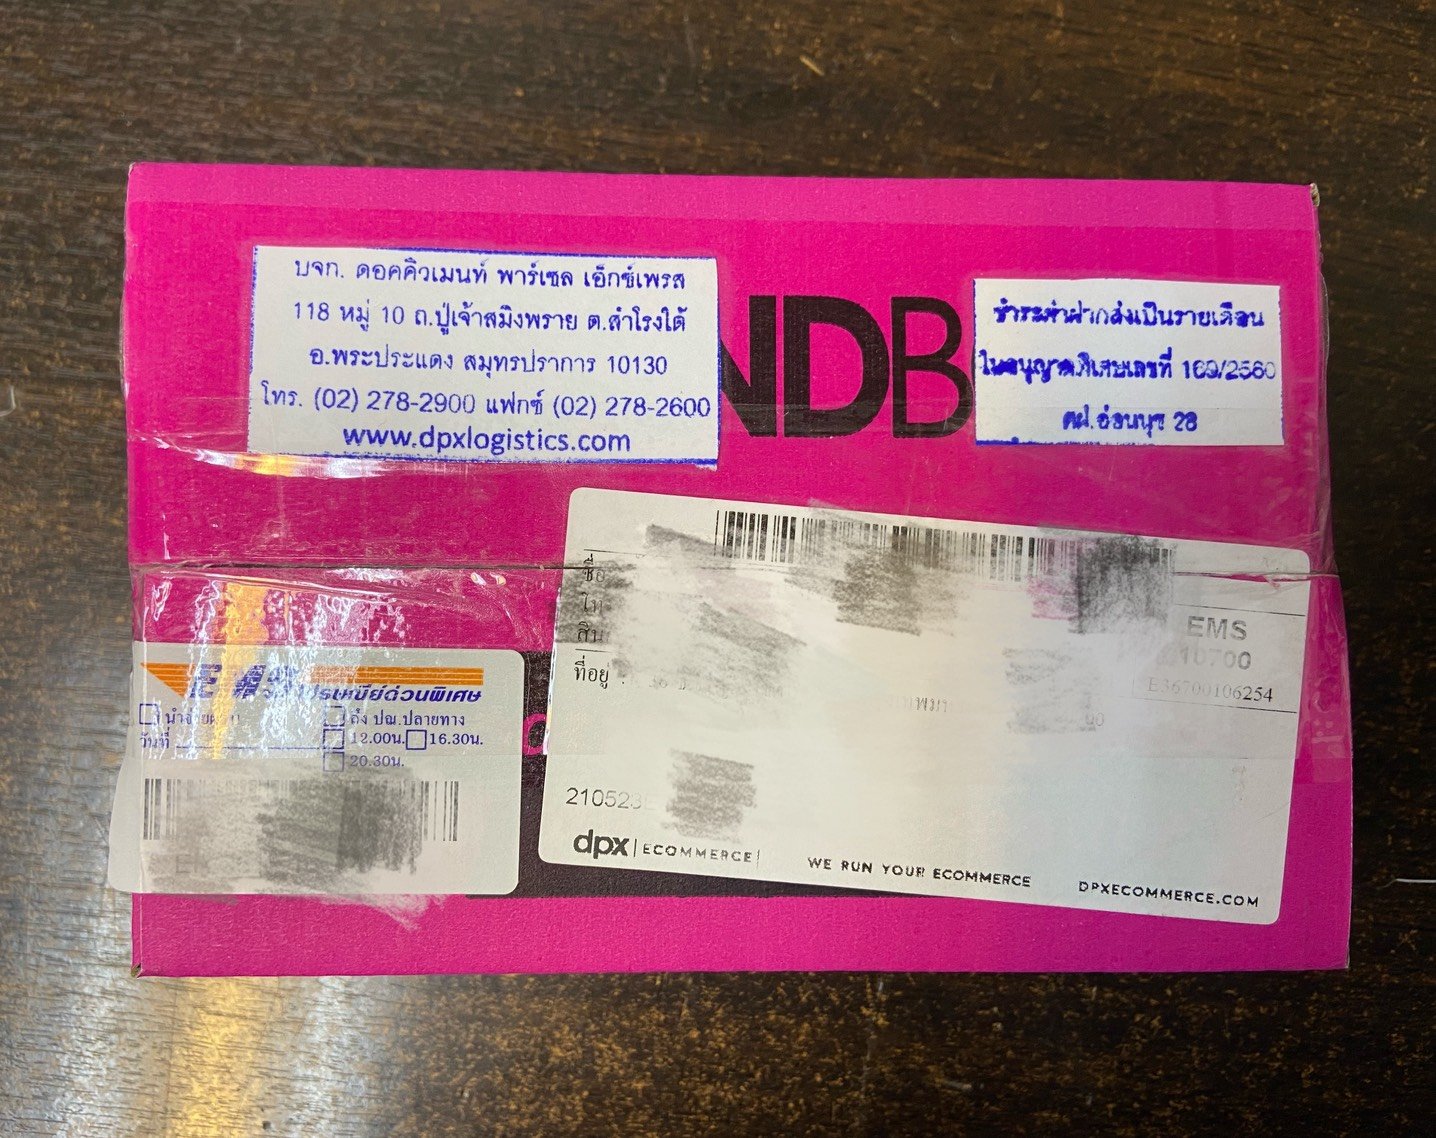 บจก. ดอคคิวเมนท์ พาร์เซล เอ็กซ์เพรส
118 หมู่ 10 ถ.ปู่เจ้าสมิงพราย ต.สำโรงใต้
อ.พระประแดง สมุทรปราการ 10130
โทร. (02) 278-2900 แฟกซ์ (02) 278-2600
www.dpxlogistics.com
NDB
ชำระค่าฝากส่งเป็นรายเดือน
ใบอนุญาตพิเศษเลขที่ 169/2560
ศฝ.อ่อนนุช 28
ชื่อ
ที่อยู่
EMS
10700
E36700106254
210523
dpx | ECOMMERCE |
WE RUN YOUR ECOMMERCE
DPXECOMMERCE.COM
ไปรษณีย์ด่วนพิเศษ
ถึง ปณ.ปลายทาง
วันที่
12.00น. 16.30น.
20.30น.